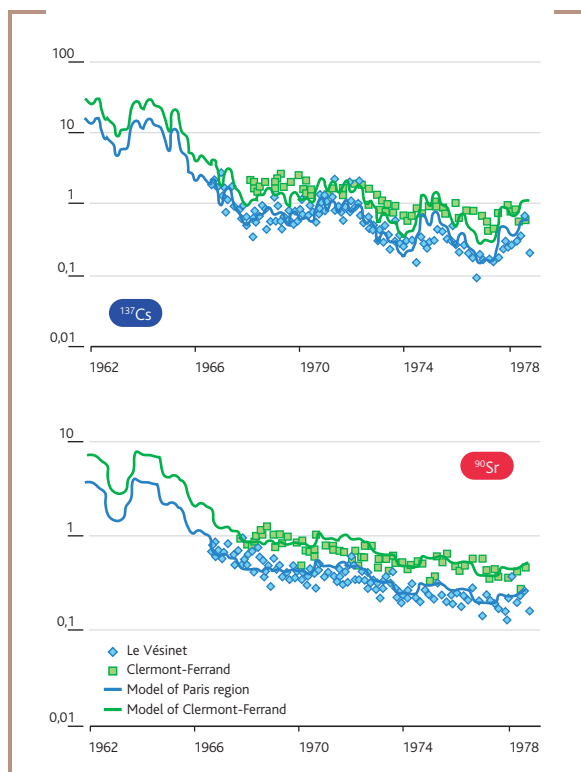 100
10
1
0,1
0,01
137Cs
1962 1966 1970 1974 1978
10
90Sr
1
0,1
Le Vésinet
Clermont-Ferrand
Model of Paris region
Model of Clermont-Ferrand
0,01
1962 1966 1970 1974 1978